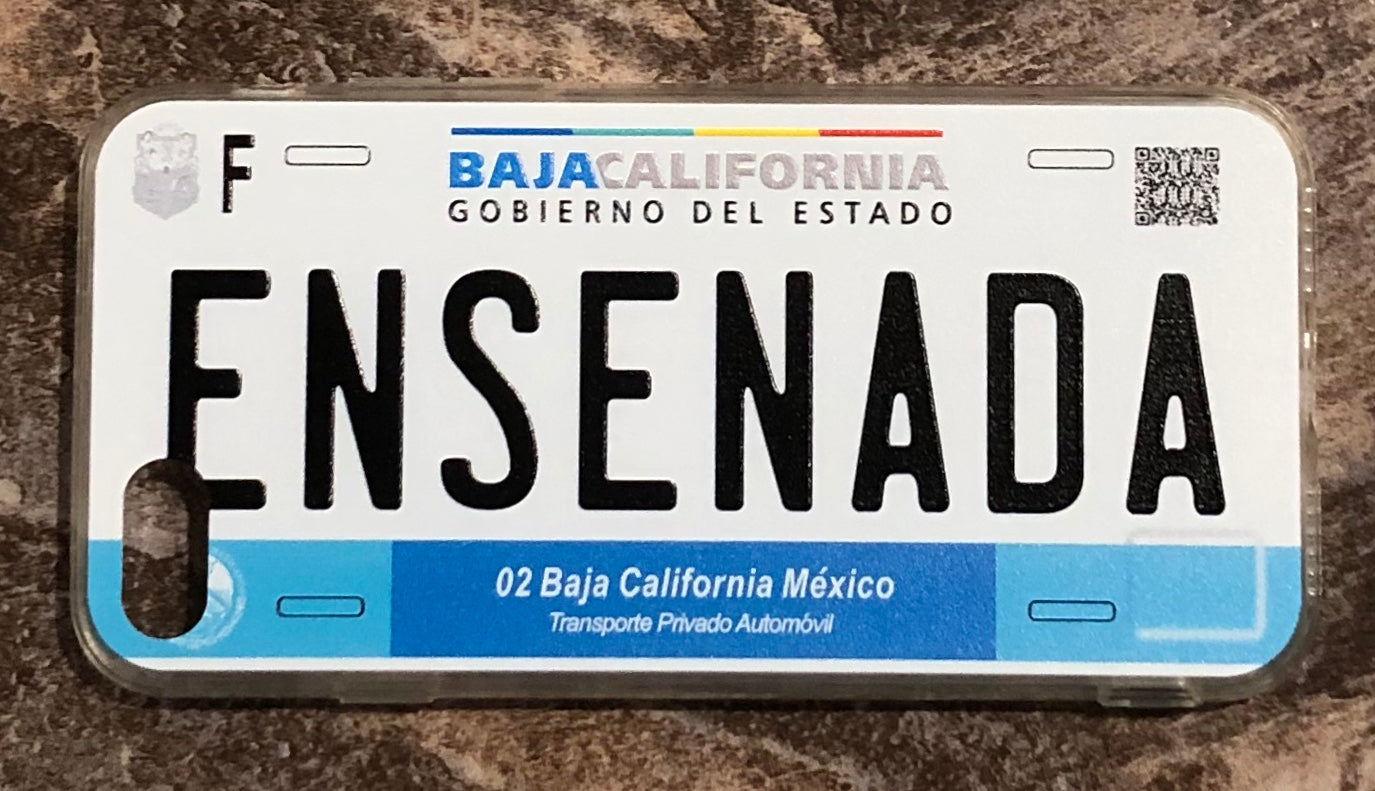 F
BAJACALIFORNIA
GOBIERNO DEL ESTADO
ENSENADA
02 Baja California México
Transporte Privado Automóvil